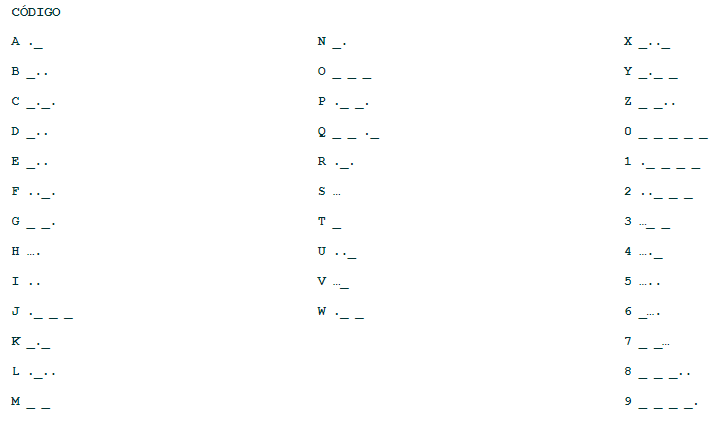 CÓDIGO
A ._ N _. X _.._
B _.. O _ _ _ Y _._ _
C _._. P ._ _. Z _ _..
D _.. Q _ _ ._ 0 _ _ _ _ _
E _.. R ._. 1 ._ _ _ _
F .._. S … 2 .._ _ _
G _ _. T _ 3 …_ _
H …. U .._ 4 …._
I .. V …_ 5 …..
J ._ _ _ W ._ _ 6 _….
K _._ 7 _ _…
L ._.. 8 _ _ _..
M _ _ 9 _ _ _ _.